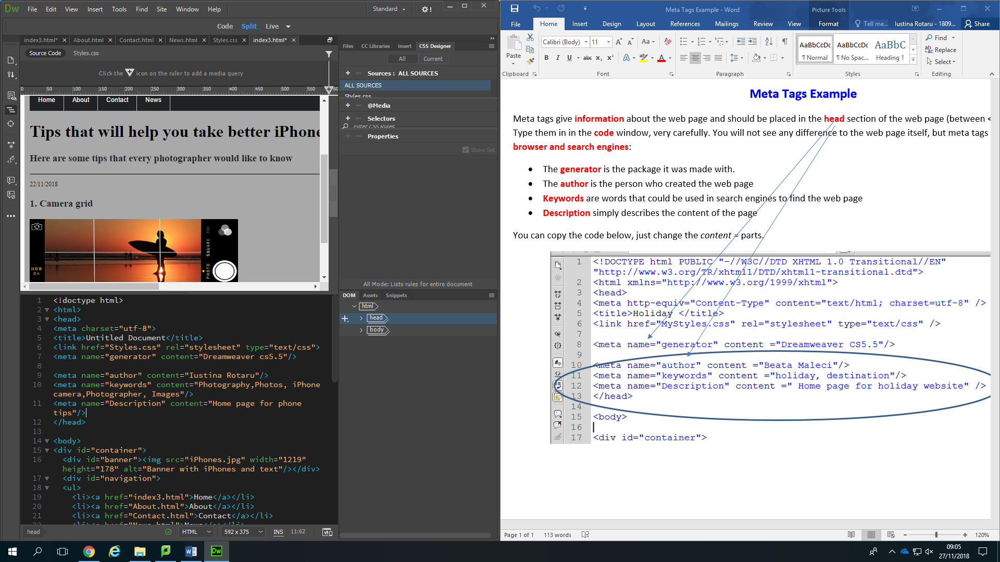 Dw File Edit View Insert Tools Find Site Window Help Standard
Code Split Live
index3.html* About.html Contact.html News.html Styles.css index3.html*
Source Code Styles.css
Click the icon on the ruler to add a media query
0 50 100 150 200 250 300 350 400 450 500 550 60
Home About Contact News
Tips that will help you take better iPhone
Here are some tips that every photographer would like to know
22/11/2018
1. Camera grid
HDR
On
PHOTO SQUARE PANO
1 <!doctype html>
2 <html>
3 <head>
4 <meta charset="utf-8">
5 <title>Untitled Document</title>
6 <link href="Styles.css" rel="stylesheet" type="text/css">
7 <meta name="generator" content="Dreamweaver cs5.5"/>
8
9 <meta name="author" content="Iustina Rotaru"/>
10 <meta name="keywords" content="Photography,Photos, iPhone
camera,Photographer, Images"/>
11 <meta name="Description" content="Home page for phone
tips"/>
12 </head>
13
14 <body>
15 <div id="container">
16 <div id="banner"><img src="iPhones.jpg" width="1219"
height="178" alt="Banner with iPhones and text"/></div>
17 <div id="navigation">
18 <ul>
19 <li><a href="index3.html">Home</a></li>
20 <li><a href="About.html">About</a></li>
21 <li><a href="Contact.html">Contact</a></li>
22 <li><a href="News.html">News</a></li>
head HTML 592 x 375 INS 11:62
Files CC Libraries Insert CSS Designer
All Current
Sources : ALL SOURCES
ALL SOURCES
Styles.css
@Media
Selectors
Filter CSS Rules
Properties
Show Set
All Mode: Lists rules for entire document
DOM Assets Snippets
html
head
body
Meta Tags Example - Word Picture Tools
File Home Insert Design Layout References Mailings Review View Format Tell me... Iustina Rotaru - 1809... Share
Paste
Calibri (Body) 11
AaBbCcDc AaBbCcDc AaBbC
¶ Normal ¶ No Spac... Heading 1
Find
Replace
Select
Clipboard Font Paragraph Styles Editing
Meta Tags Example
Meta tags give information about the web page and should be placed in the head section of the web page (between <
Type them in in the code window, very carefully. You will not see any difference to the web page itself, but meta tags
browser and search engines:
• The generator is the package it was made with.
• The author is the person who created the web page
• Keywords are words that could be used in search engines to find the web page
• Description simply describes the content of the page
You can copy the code below, just change the content = parts.
1 <!DOCTYPE html PUBLIC "-//W3C//DTD XHTML 1.0 Transitional//EN"
"http://www.w3.org/TR/xhtml1/DTD/xhtml1-transitional.dtd">
2 <html xmlns="http://www.w3.org/1999/xhtml">
3 <head>
4 <meta http-equiv="Content-Type" content="text/html; charset=utf-8" />
5 <title>Holiday </title>
6 <link href="MyStyles.css" rel="stylesheet" type="text/css" />
7
8 <meta name="generator" content ="Dreamweaver CS5.5"/>
9
10 <meta name="author" content ="Beata Maleci"/>
11 <meta name="keywords" content ="holiday, destination"/>
12 <meta name="Description" content =" Home page for holiday website" />
13 </head>
14
15 <body>
16
17 <div id="container">
Page 1 of 1 113 words 120%
09:05
27/11/2018